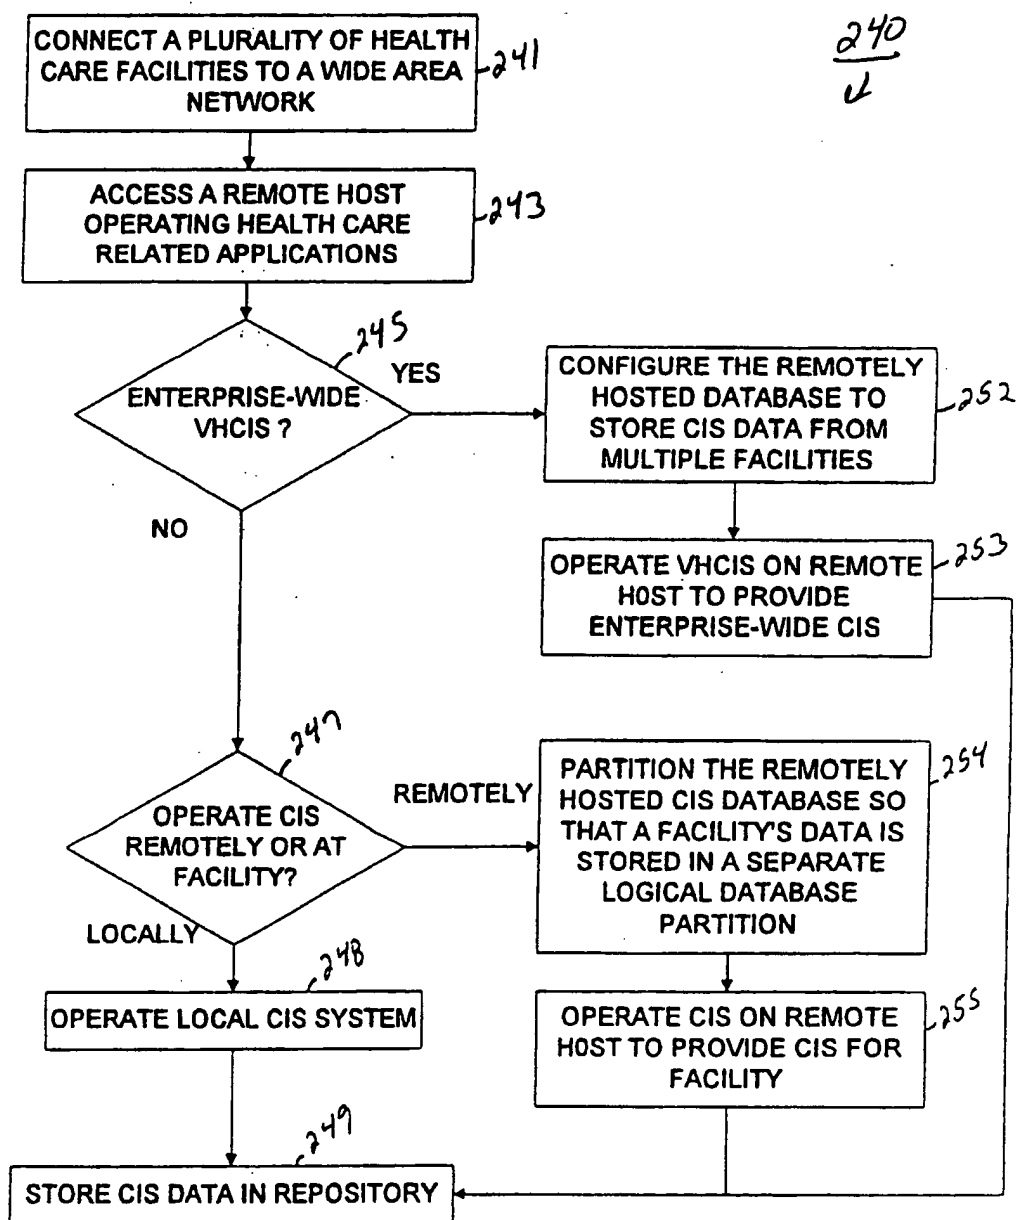 240
CONNECT A PLURALITY OF HEALTH
CARE FACILITIES TO A WIDE AREA
NETWORK
241
ACCESS A REMOTE HOST
OPERATING HEALTH CARE
RELATED APPLICATIONS
243
ENTERPRISE-WIDE
VHCIS ?
245
YES
NO
CONFIGURE THE REMOTELY
HOSTED DATABASE TO
STORE CIS DATA FROM
MULTIPLE FACILITIES
252
OPERATE VHCIS ON REMOTE
HOST TO PROVIDE
ENTERPRISE-WIDE CIS
253
OPERATE CIS
REMOTELY OR AT
FACILITY?
247
REMOTELY
LOCALLY
PARTITION THE REMOTELY
HOSTED CIS DATABASE SO
THAT A FACILITY'S DATA IS
STORED IN A SEPARATE
LOGICAL DATABASE
PARTITION
254
OPERATE LOCAL CIS SYSTEM
248
OPERATE CIS ON REMOTE
HOST TO PROVIDE CIS FOR
FACILITY
255
STORE CIS DATA IN REPOSITORY
249